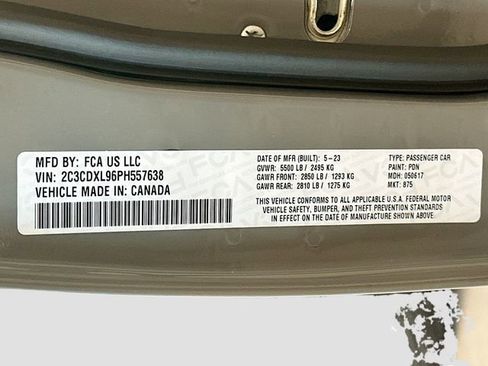 MFD BY: FCA US LLC
VIN: 2C3CDXL96PH557638
VEHICLE MADE IN: CANADA
DATE OF MFR (BUILT): 5-23
GVWR: 5500 LB / 2495 KG
GAWR FRONT: 2850 LB / 1293 KG
GAWR REAR: 2810 LB / 1275 KG
TYPE: PASSENGER CAR
PAINT: PDN
MDH: 050617
MKT: 875
THIS VEHICLE CONFORMS TO ALL APPLICABLE U.S.A. FEDERAL MOTOR
VEHICLE SAFETY, BUMPER, AND THEFT PREVENTION STANDARDS
IN EFFECT ON THE DATE OF MANUFACTURE SHOWN ABOVE.